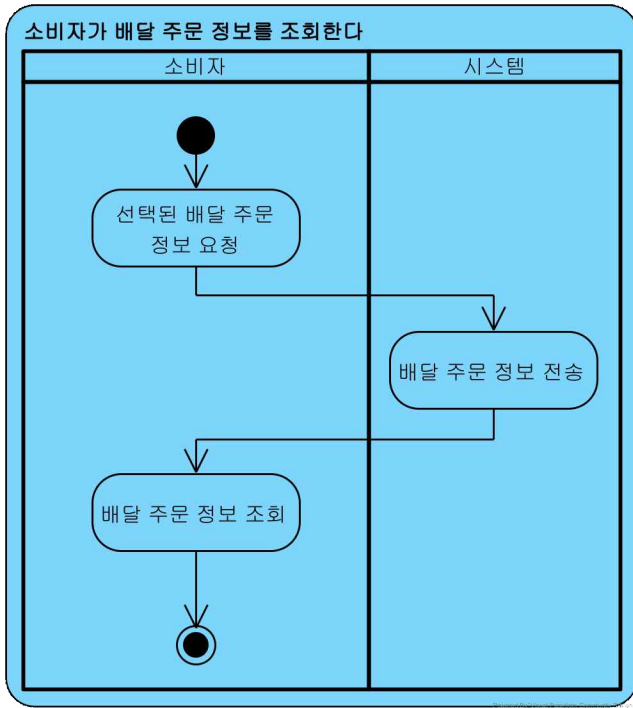 소비자가 배달 주문 정보를 조회한다
소비자
시스템
선택된 배달 주문
정보 요청
배달 주문 정보 전송
배달 주문 정보 조회